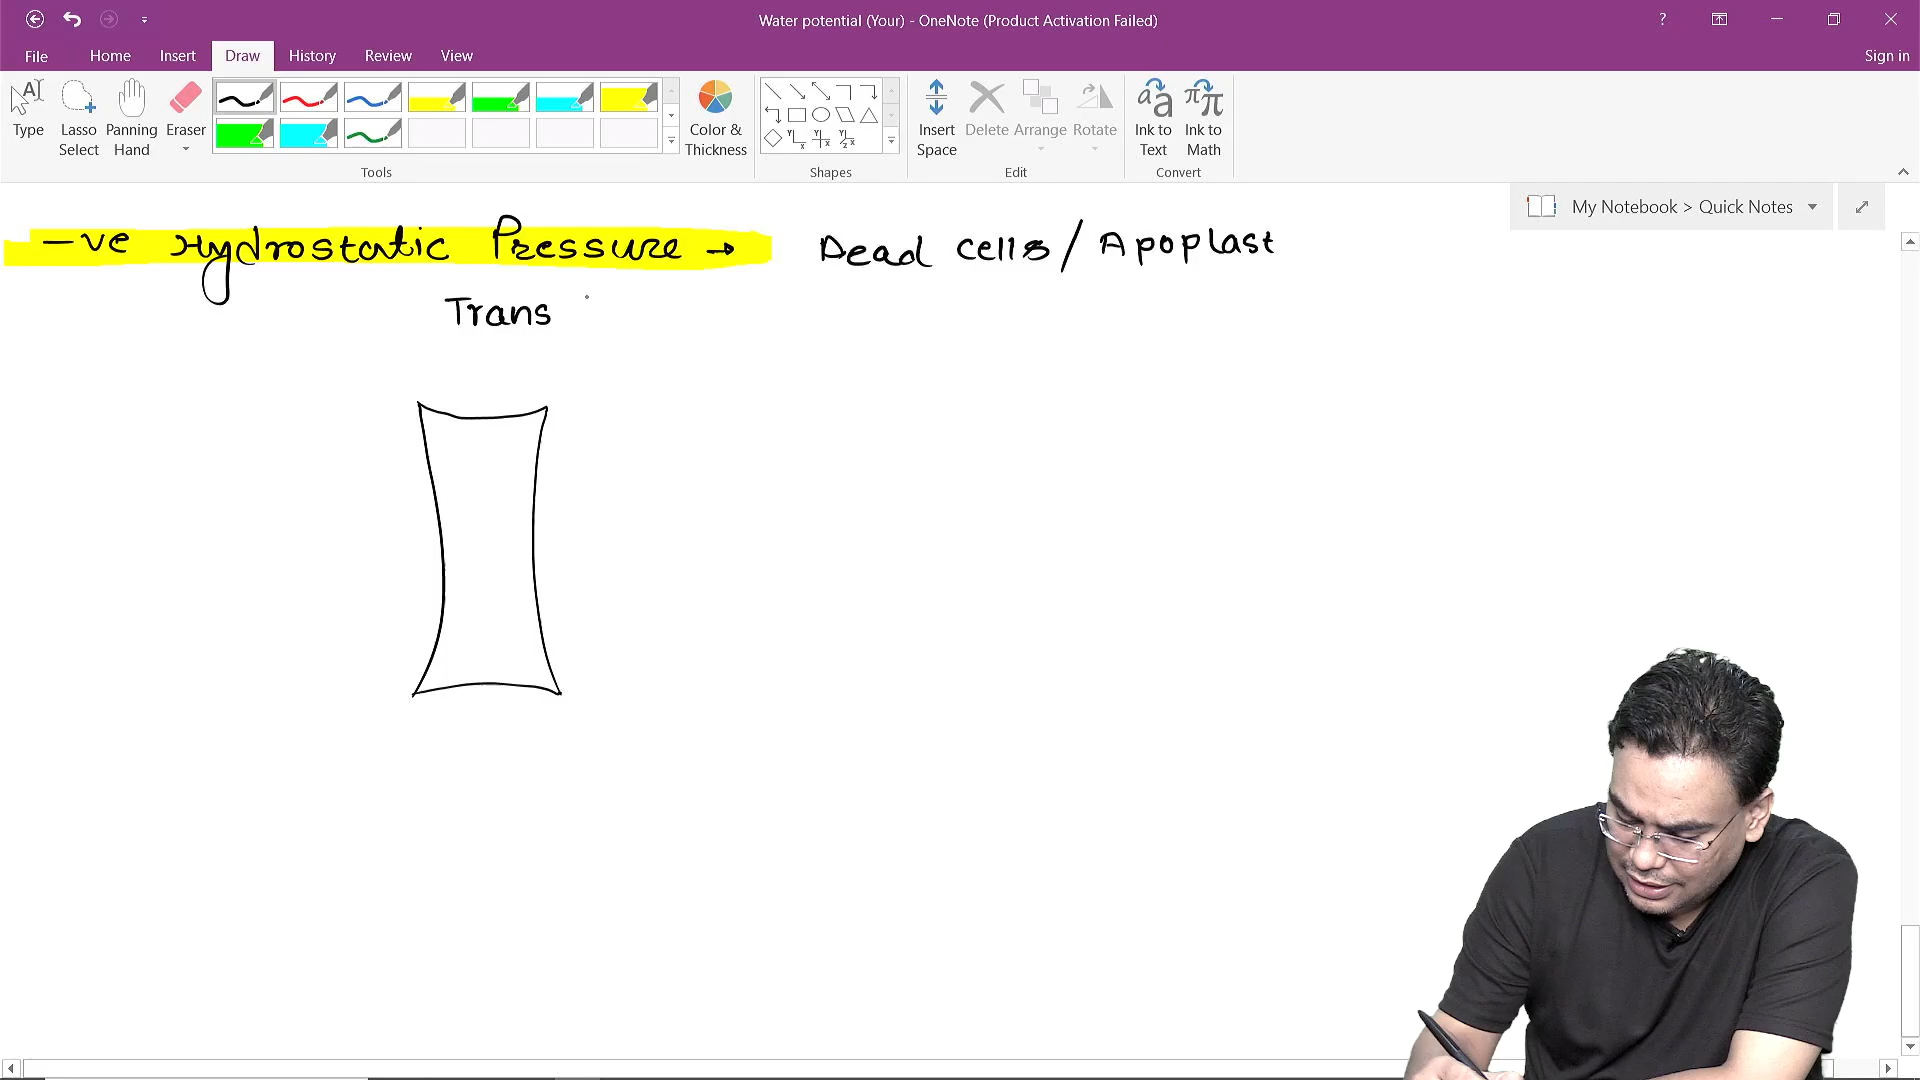 Water potential (Your) - OneNote (Product Activation Failed)
?
File Home Insert Draw History Review View
Sign in
Type
Lasso Select
Panning Hand
Eraser
Color & Thickness
Insert Space
Delete
Arrange
Rotate
Ink to Text
Ink to Math
Tools
Shapes
Edit
Convert
My Notebook > Quick Notes
-ve Hydrostatic Pressure → Dead cells / Apoplast
Trans